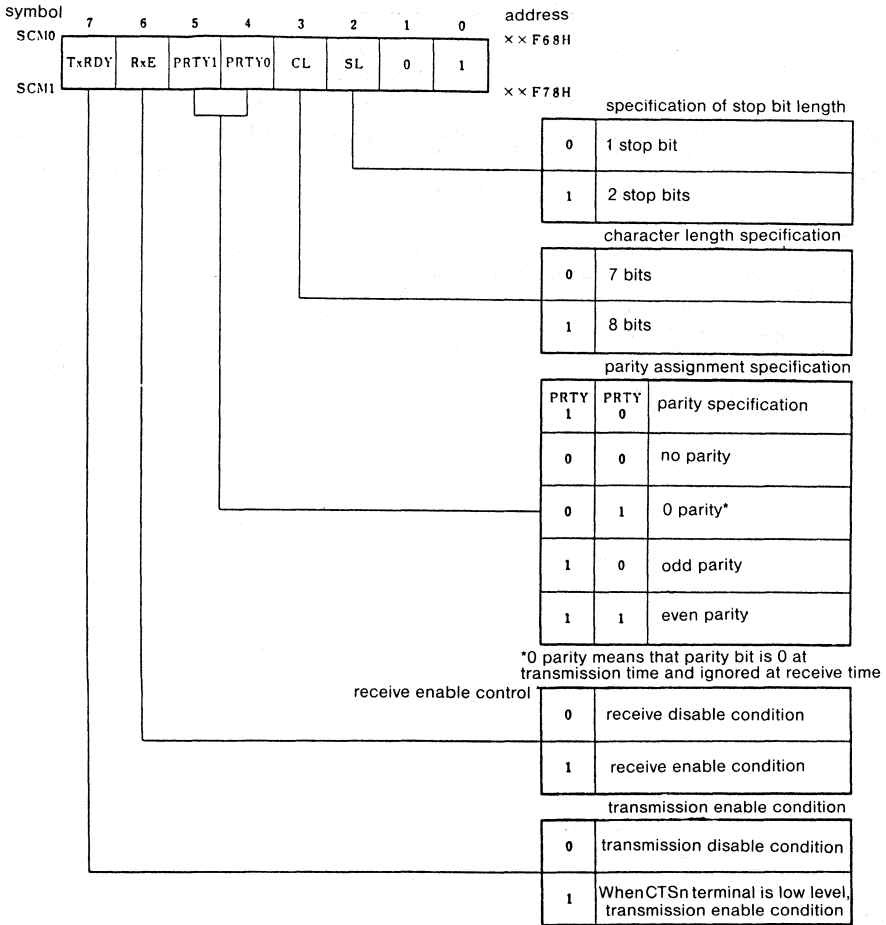 symbol
7 6 5 4 3 2 1 0
address
SCM0
××F68H
TxRDY RxE PRTY1 PRTY0 CL SL 0 1
SCM1
××F78H
specification of stop bit length
0 1 stop bit
1 2 stop bits
character length specification
0 7 bits
1 8 bits
parity assignment specification
PRTY PRTY parity specification
1 0
0 0 no parity
0 1 0 parity*
1 0 odd parity
1 1 even parity
*0 parity means that parity bit is 0 at
transmission time and ignored at receive time
receive enable control
0 receive disable condition
1 receive enable condition
transmission enable condition
0 transmission disable condition
1 When CTSn terminal is low level,
transmission enable condition